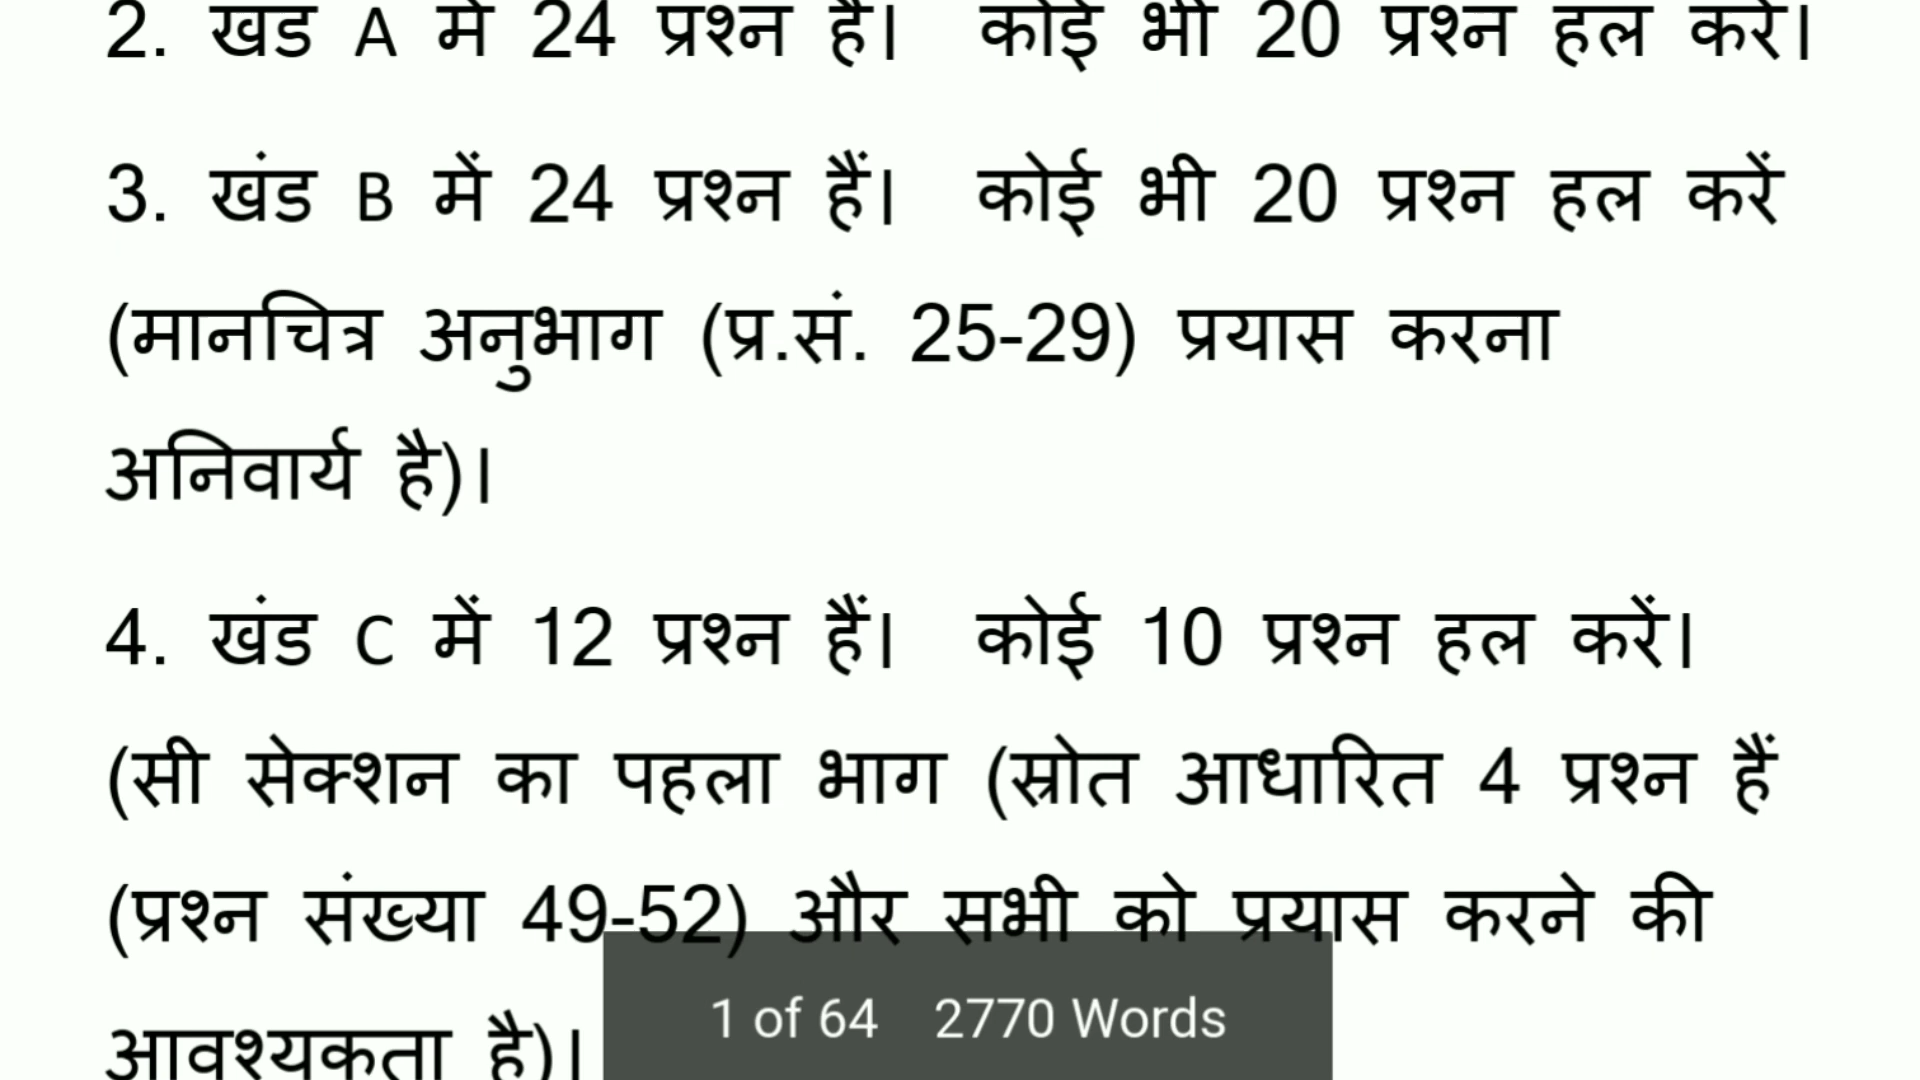 2. खंड A में 24 प्रश्न हैं। कोई भी 20 प्रश्न हल करें।
3. खंड B में 24 प्रश्न हैं। कोई भी 20 प्रश्न हल करें
(मानचित्र अनुभाग (प्र.सं. 25-29) प्रयास करना
अनिवार्य है)।
4. खंड C में 12 प्रश्न हैं। कोई 10 प्रश्न हल करें।
(सी सेक्शन का पहला भाग (स्रोत आधारित 4 प्रश्न हैं
(प्रश्न संख्या 49-52) और सभी को प्रयास करने की
आवश्यकता है)।
1 of 64 2770 Words